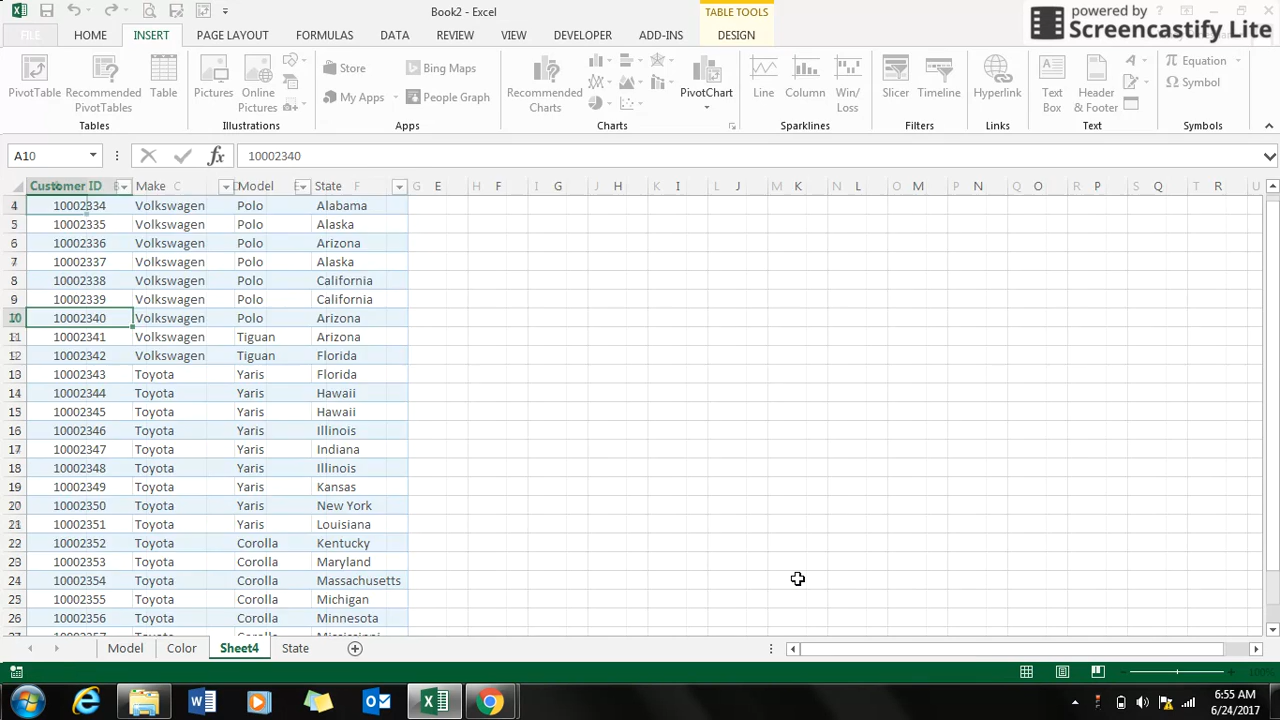 Book2 - Excel
TABLE TOOLS
powered by
Screencastify Lite
FILE HOME INSERT PAGE LAYOUT FORMULAS DATA REVIEW VIEW DEVELOPER ADD-INS DESIGN
PivotTable
Recommended PivotTables
Table
Pictures
Online Pictures
Store
My Apps
Bing Maps
People Graph
Recommended Charts
PivotChart
Line
Column
Win/Loss
Slicer
Timeline
Hyperlink
Text Box
Header & Footer
Equation
Symbol
Tables Illustrations Apps Charts Sparklines Filters Links Text Symbols
A10 fx 10002340
Customer ID Make C Model State F G E H F I G J H K I L J M K N L O M P N Q O R P S Q T R U
4 10002334 Volkswagen Polo Alabama
5 10002335 Volkswagen Polo Alaska
6 10002336 Volkswagen Polo Arizona
7 10002337 Volkswagen Polo Alaska
8 10002338 Volkswagen Polo California
9 10002339 Volkswagen Polo California
10 10002340 Volkswagen Polo Arizona
11 10002341 Volkswagen Tiguan Arizona
12 10002342 Volkswagen Tiguan Florida
13 10002343 Toyota Yaris Florida
14 10002344 Toyota Yaris Hawaii
15 10002345 Toyota Yaris Hawaii
16 10002346 Toyota Yaris Illinois
17 10002347 Toyota Yaris Indiana
18 10002348 Toyota Yaris Illinois
19 10002349 Toyota Yaris Kansas
20 10002350 Toyota Yaris New York
21 10002351 Toyota Yaris Louisiana
22 10002352 Toyota Corolla Kentucky
23 10002353 Toyota Corolla Maryland
24 10002354 Toyota Corolla Massachusetts
25 10002355 Toyota Corolla Michigan
26 10002356 Toyota Corolla Minnesota
27 10002357 Toyota Corolla Mississippi
Model Color Sheet4 State
100%
6:55 AM
6/24/2017